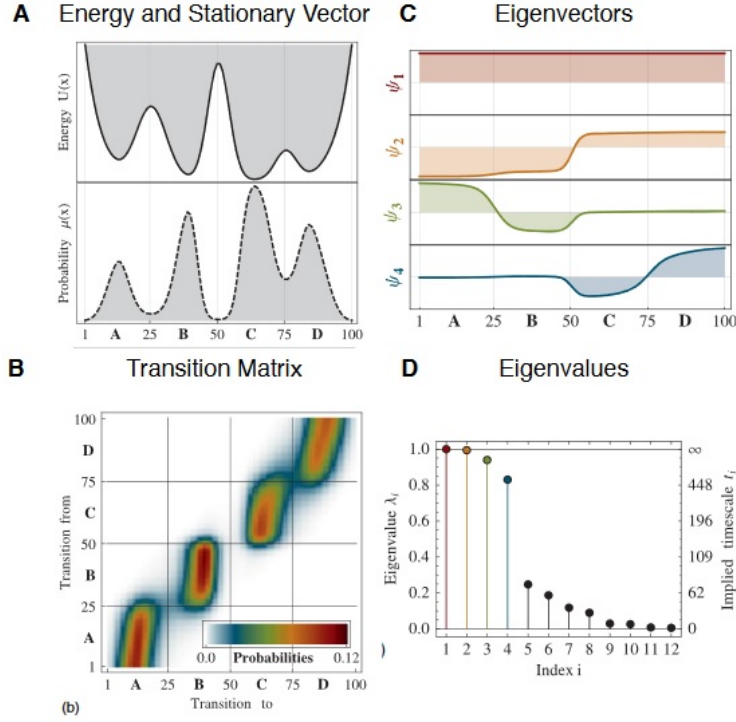 A Energy and Stationary Vector
Energy U(x)
Probability μ(x)
1 A 25 B 50 C 75 D 100
C Eigenvectors
ψ1
ψ2
ψ3
ψ4
1 A 25 B 50 C 75 D 100
B Transition Matrix
Transition from
100
D
75
C
50
B
25
A
1
0.0 Probabilities 0.12
1 A 25 B 50 C 75 D 100
Transition to
(b)
D Eigenvalues
Eigenvalue λi
1.0
0.8
0.6
0.4
0.2
0.0
∞
448
196
109
62
0
Implied timescale ti
)
1 2 3 4 5 6 7 8 9 10 11 12
Index i